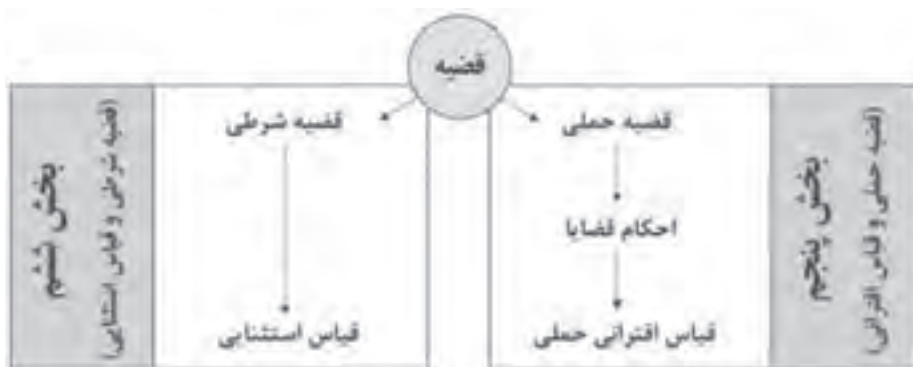 قضیه
قضیه حملی
احکام قضایا
قیاس اقترانی حملی
بخش پنجم
(قضیه حملی و قیاس اقترانی)
قضیه شرطی
قیاس استثنایی
بخش ششم
(قضیه شرطی و قیاس استثنایی)